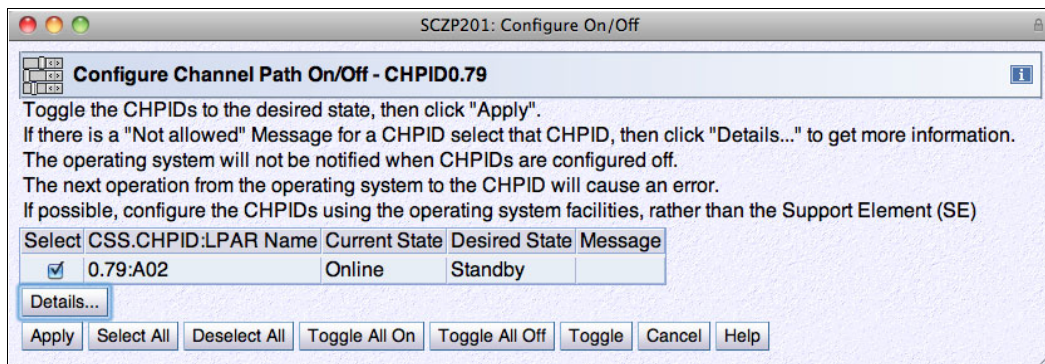 SCZP201: Configure On/Off
Configure Channel Path On/Off - CHPID0.79
i
Toggle the CHPIDs to the desired state, then click "Apply".
If there is a "Not allowed" Message for a CHPID select that CHPID, then click "Details..." to get more information.
The operating system will not be notified when CHPIDs are configured off.
The next operation from the operating system to the CHPID will cause an error.
If possible, configure the CHPIDs using the operating system facilities, rather than the Support Element (SE)
Select CSS.CHPID:LPAR Name Current State Desired State Message
0.79:A02 Online Standby
Details...
Apply Select All Deselect All Toggle All On Toggle All Off Toggle Cancel Help